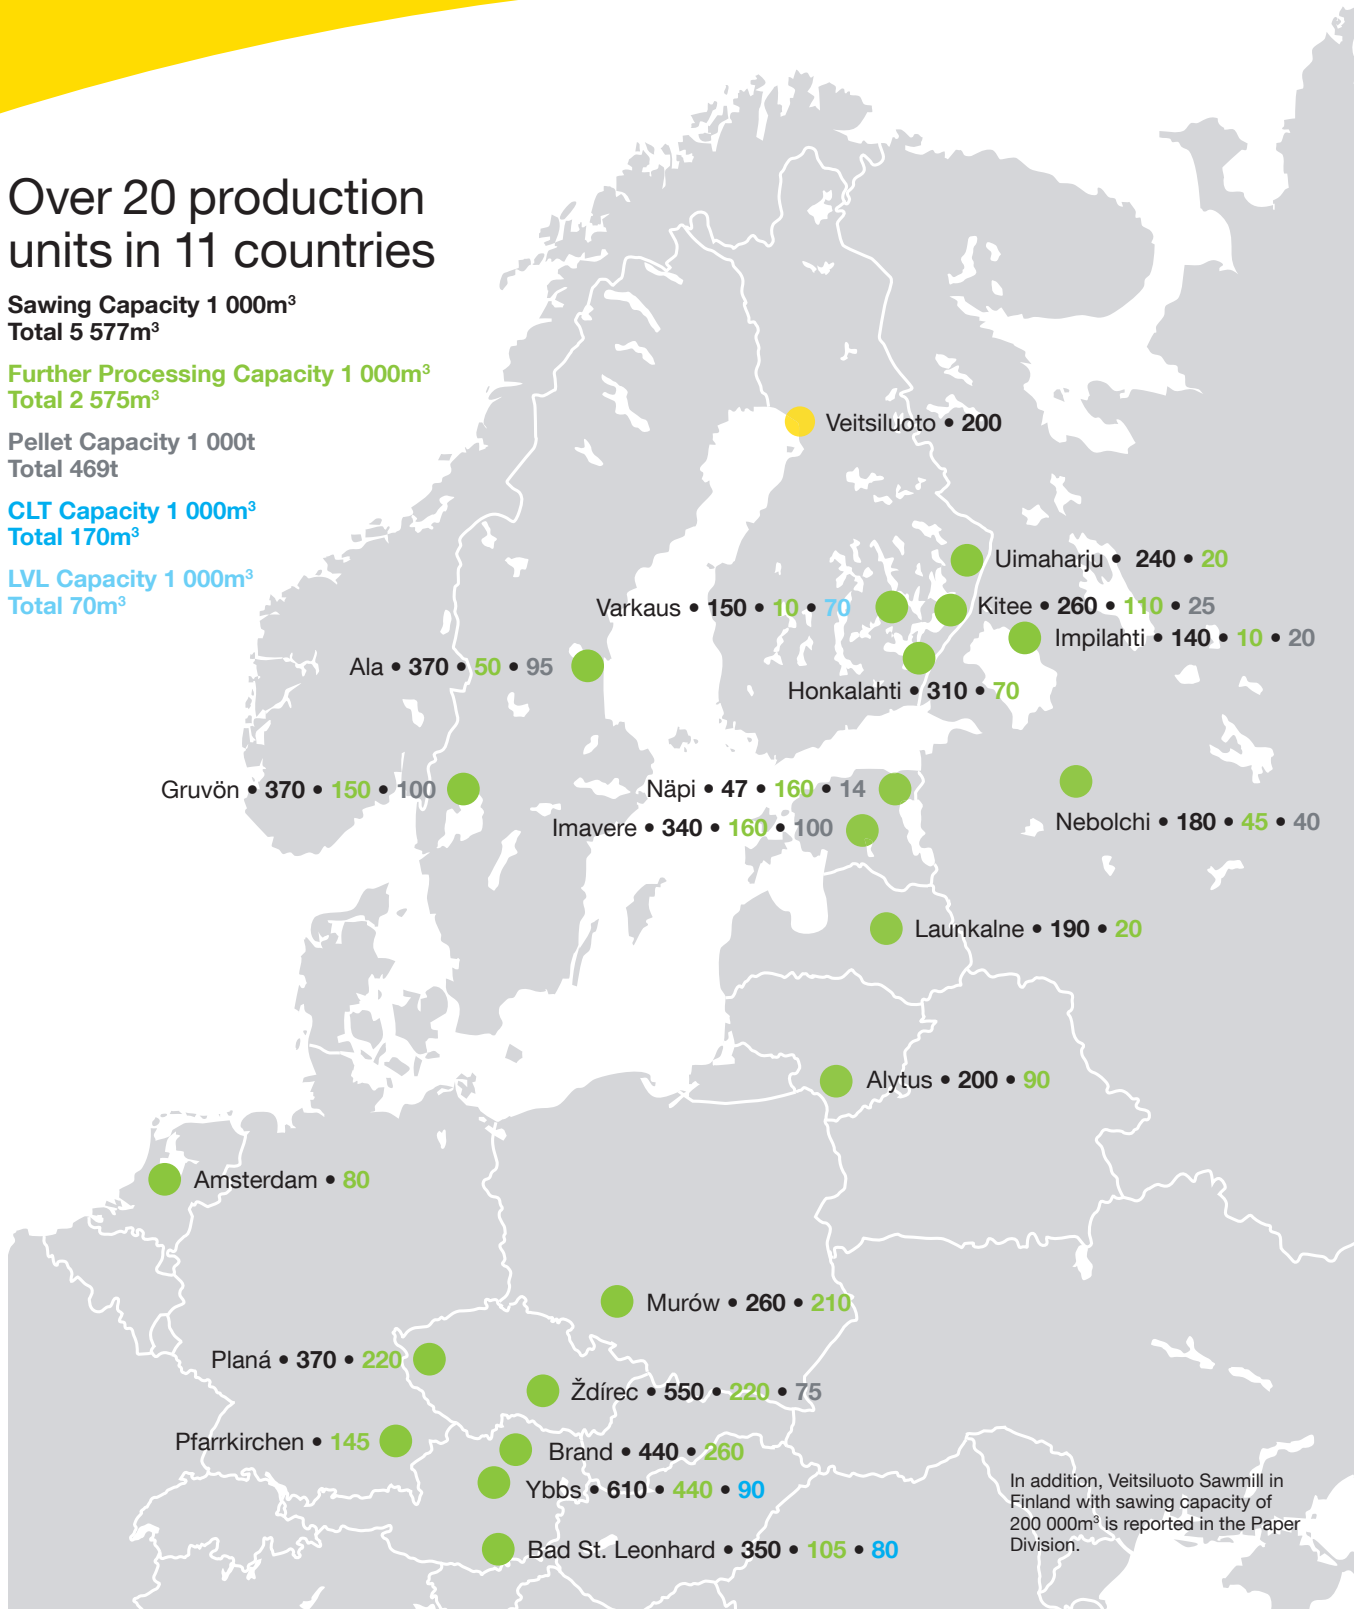 Over 20 production
units in 11 countries
Sawing Capacity 1 000m³
Total 5 577m³
Further Processing Capacity 1 000m³
Total 2 575m³
Pellet Capacity 1 000t
Total 469t
CLT Capacity 1 000m³
Total 170m³
LVL Capacity 1 000m³
Total 70m³
Veitsiluoto • 200
Uimaharju • 240 • 20
Varkaus • 150 • 10 • 70
Kitee • 260 • 110 • 25
Impilahti • 140 • 10 • 20
Ala • 370 • 50 • 95
Honkalahti • 310 • 70
Gruvön • 370 • 150 • 100
Näpi • 47 • 160 • 14
Imavere • 340 • 160 • 100
Nebolchi • 180 • 45 • 40
Launkalne • 190 • 20
Alytus • 200 • 90
Amsterdam • 80
Murów • 260 • 210
Planá • 370 • 220
Ždírec • 550 • 220 • 75
Pfarrkirchen • 145
Brand • 440 • 260
Ybbs • 610 • 440 • 90
Bad St. Leonhard • 350 • 105 • 80
In addition, Veitsiluoto Sawmill in
Finland with sawing capacity of
200 000m³ is reported in the Paper
Division.